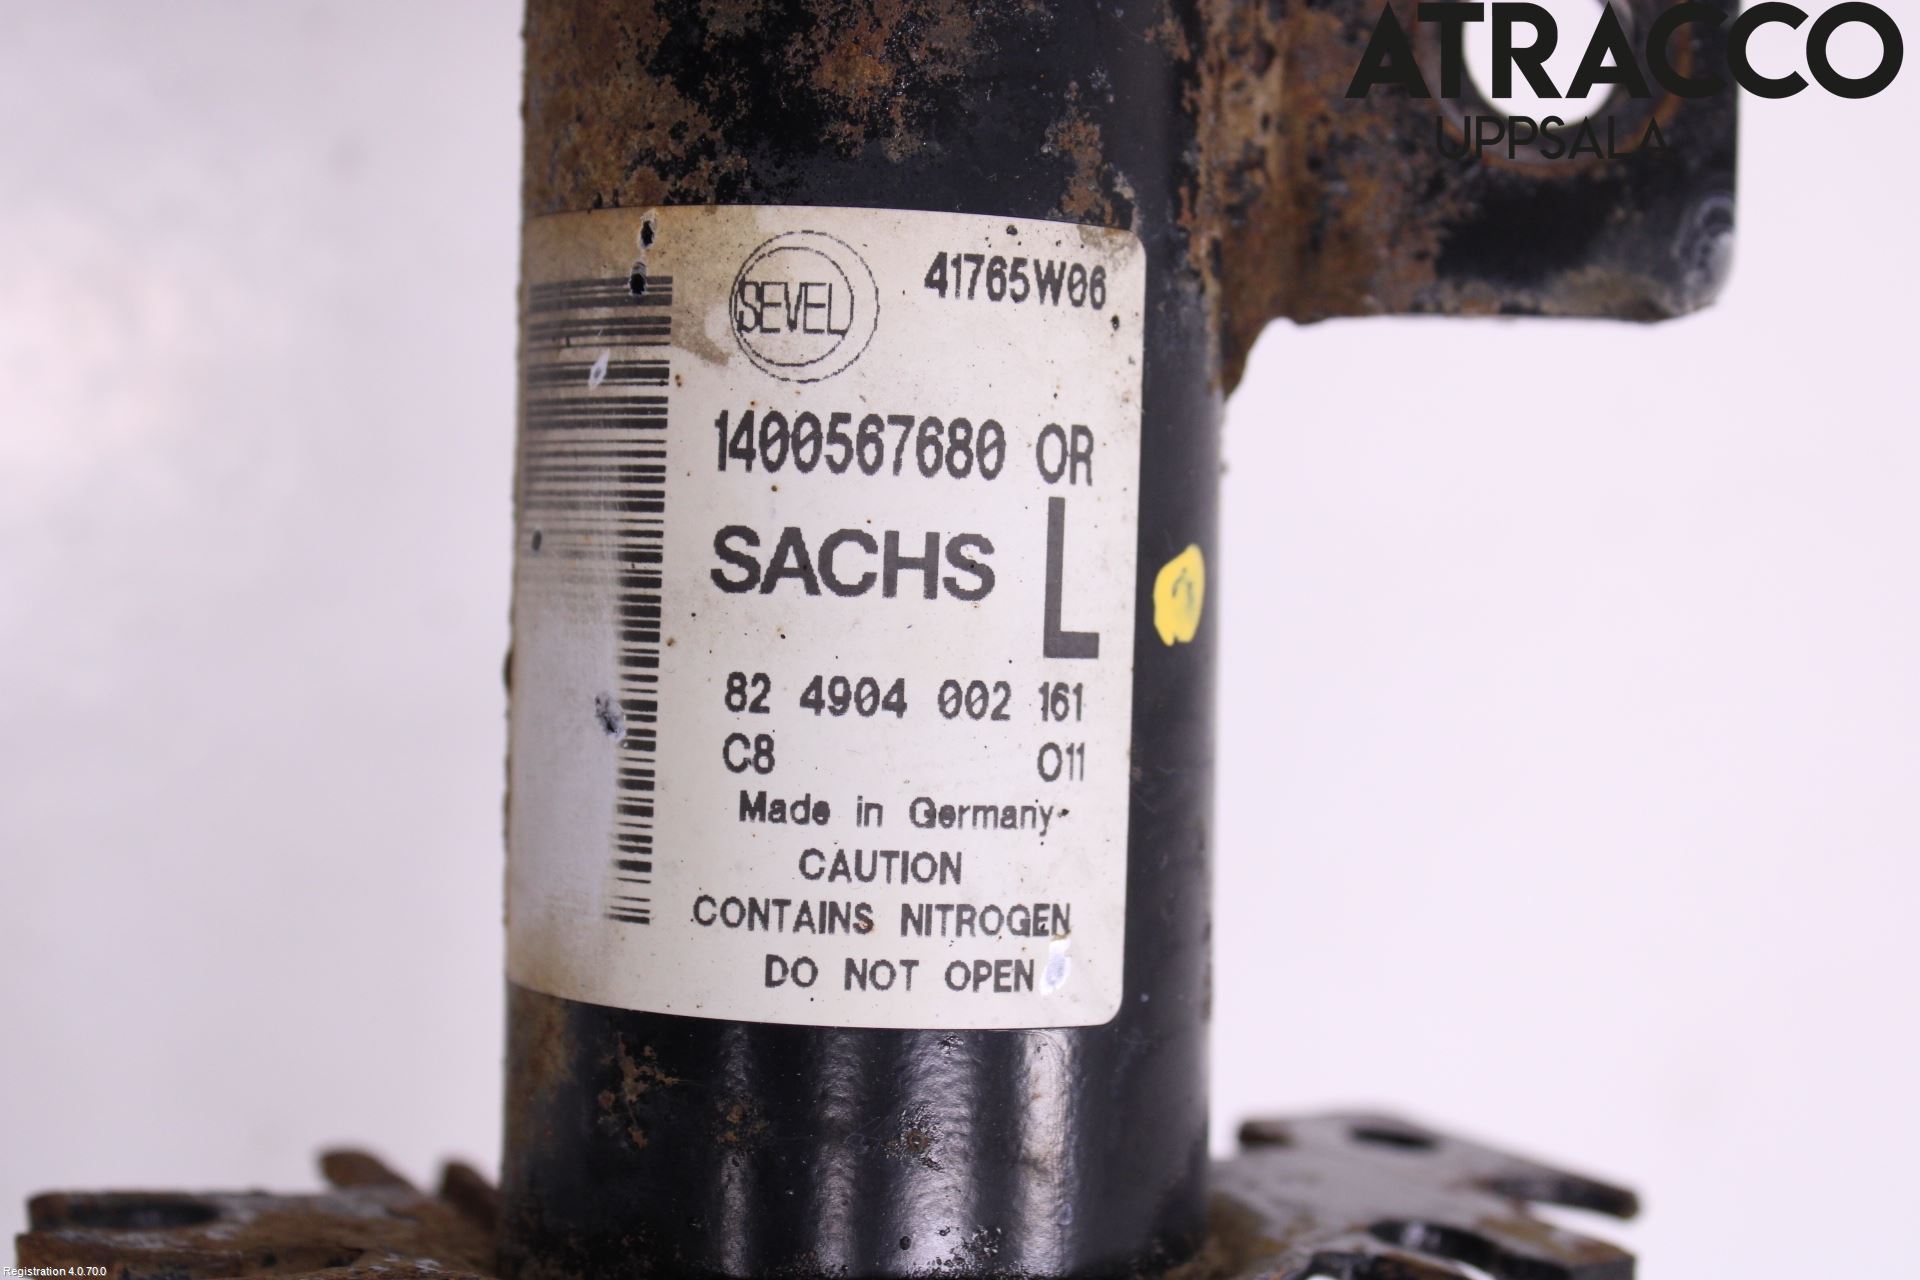 ATRACCO
UPPSALA
SEVEL
41765W06
1400567680 OR
SACHS L
82 4904 002 161
C8 011
Made in Germany
CAUTION
CONTAINS NITROGEN
DO NOT OPEN
Registration 4.0.70.0